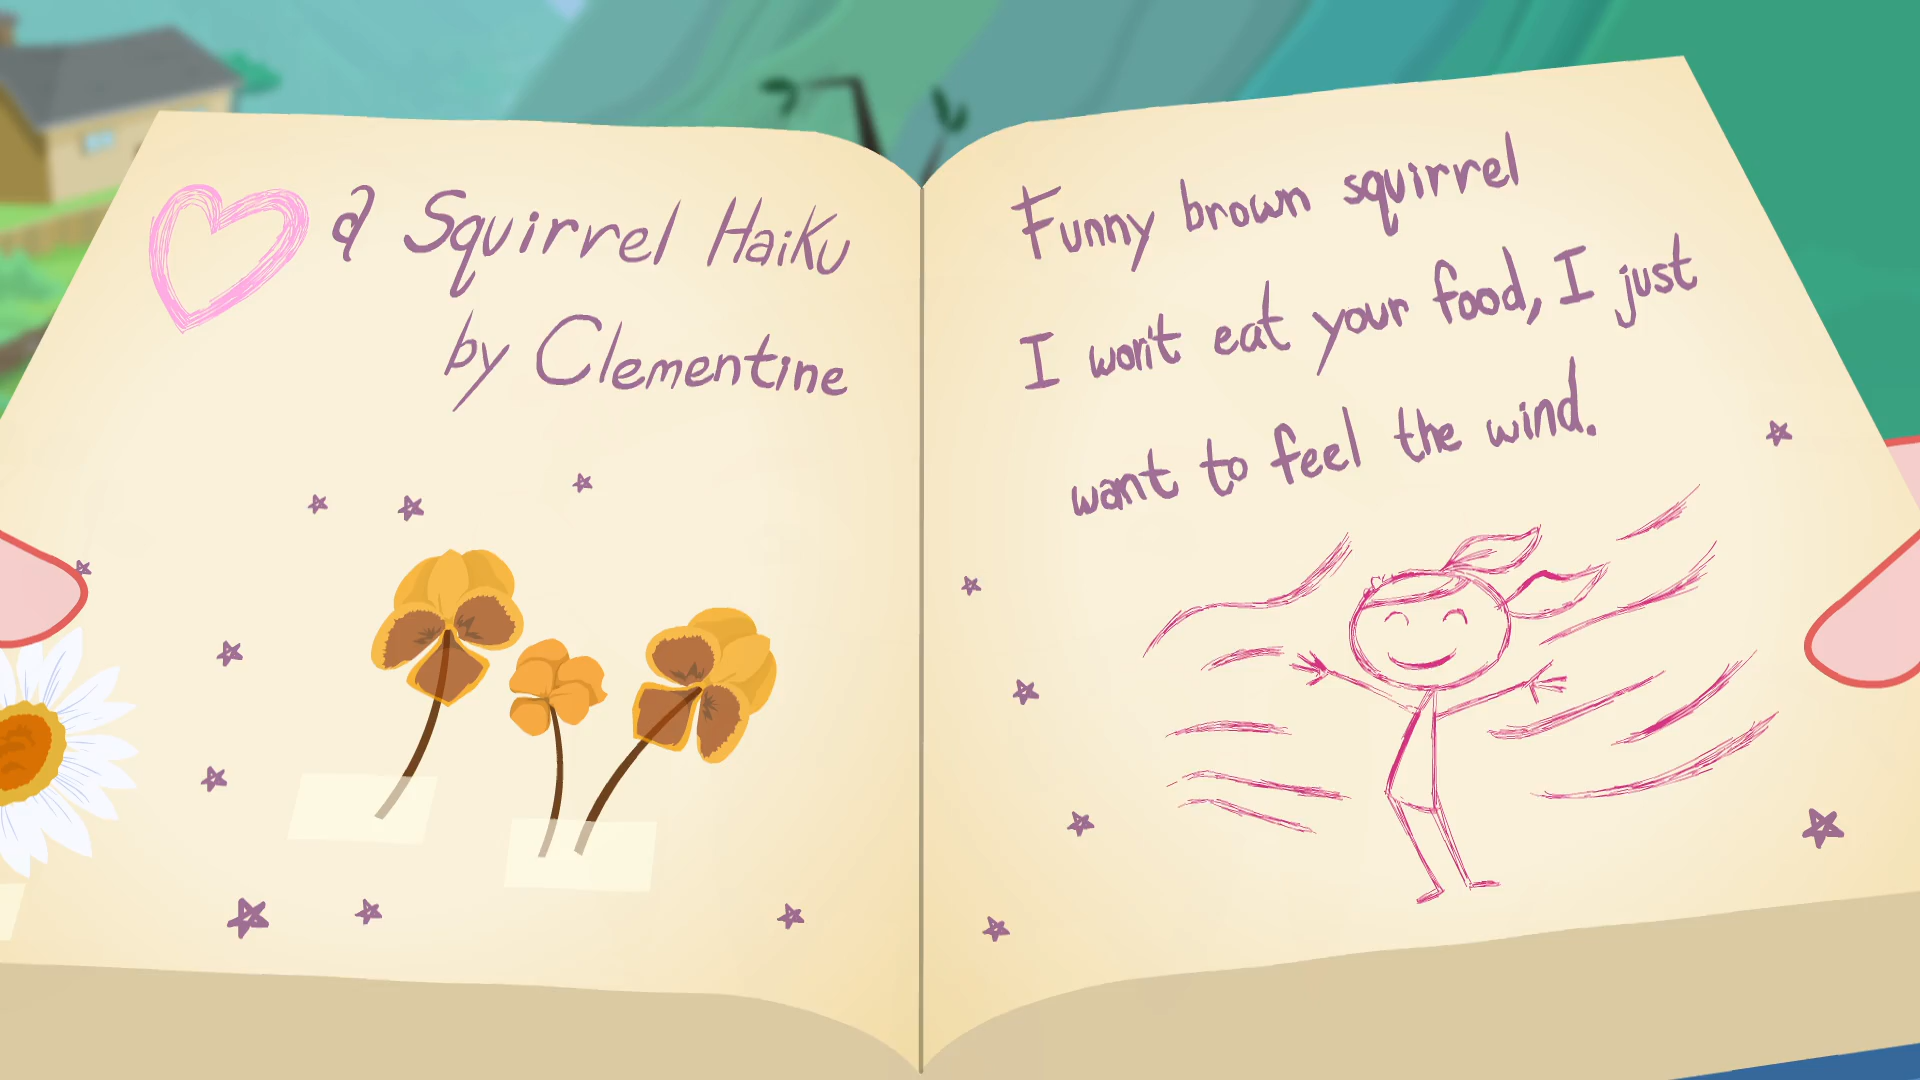 a Squirrel Haiku
by Clementine
Funny brown squirrel
I won't eat your food, I just
want to feel the wind.